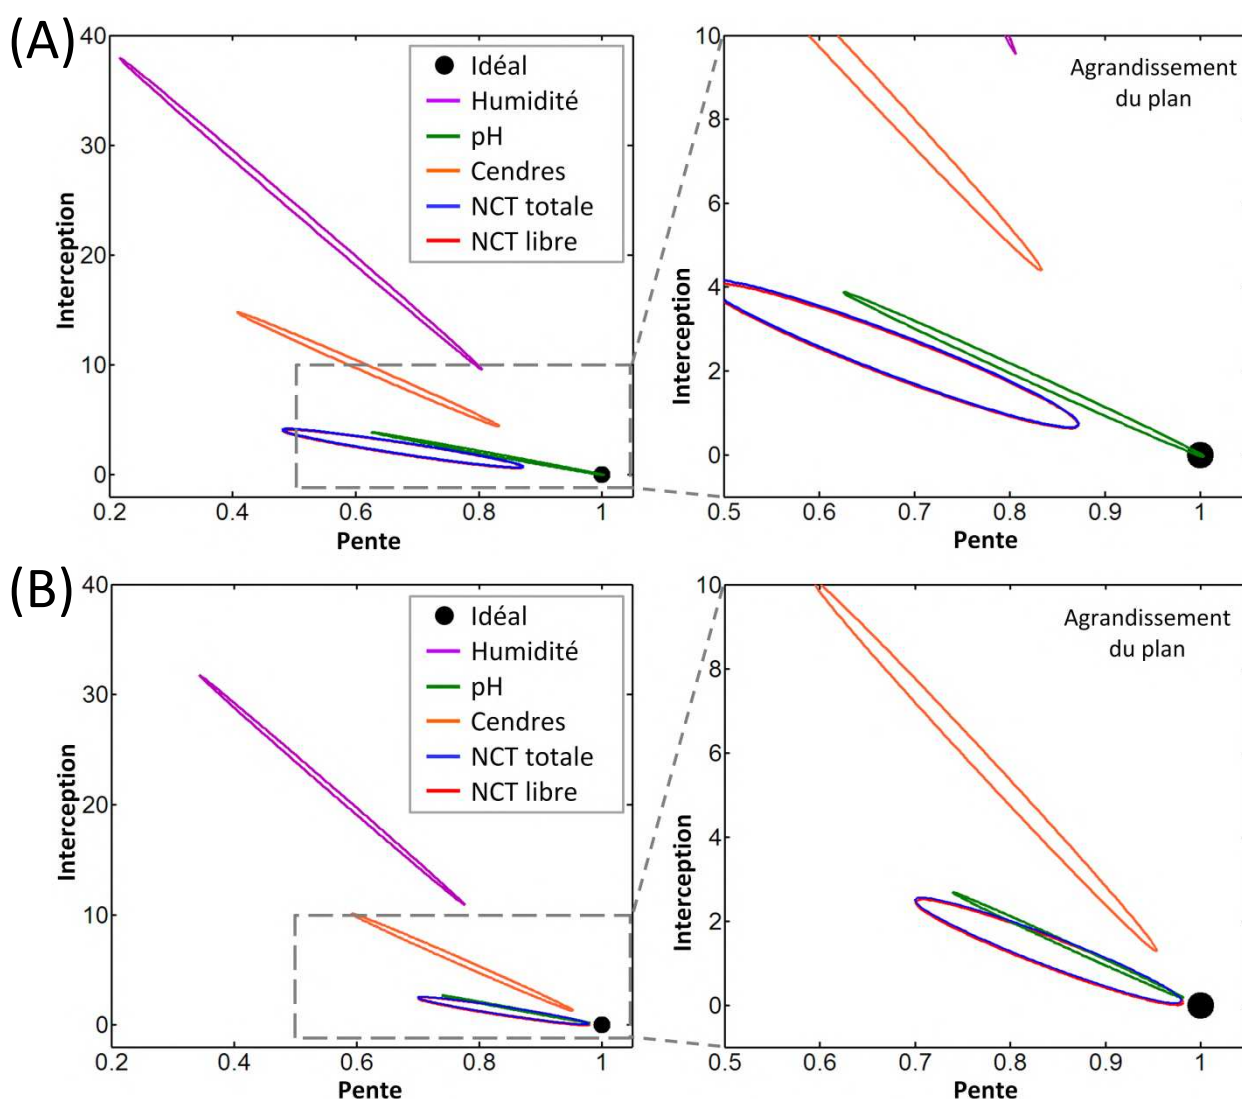 (A)
40
30
20
10
0
Interception
0.2
0.4
0.6
0.8
1
Pente
Idéal
Humidité
pH
Cendres
NCT totale
NCT libre
10
8
6
4
2
0
Interception
0.5
0.6
0.7
0.8
0.9
1
Pente
Agrandissement
du plan
(B)
40
30
20
10
0
Interception
0.2
0.4
0.6
0.8
1
Pente
Idéal
Humidité
pH
Cendres
NCT totale
NCT libre
10
8
6
4
2
0
Interception
0.5
0.6
0.7
0.8
0.9
1
Pente
Agrandissement
du plan